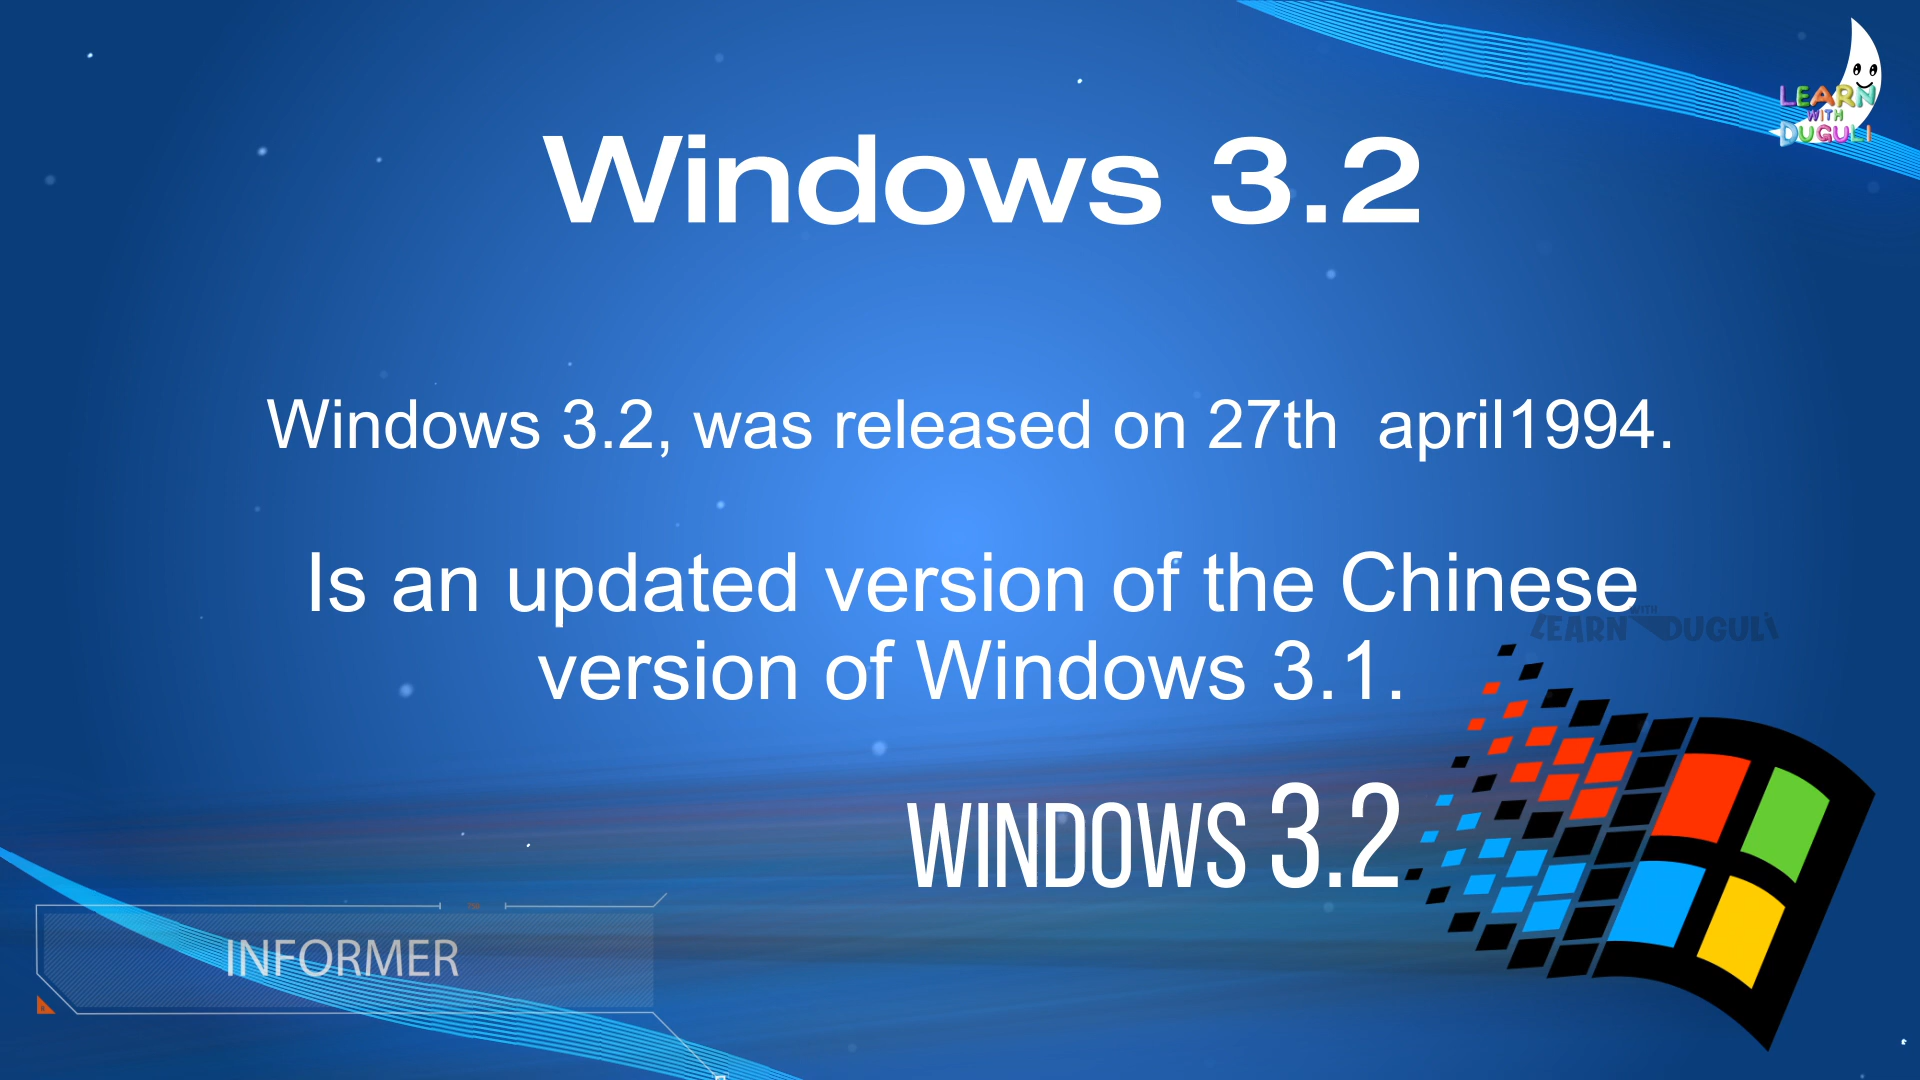 LEARN
WITH
DUGULI
Windows 3.2
Windows 3.2, was released on 27th  april1994.
Is an updated version of the Chinese
version of Windows 3.1.
LEARN WITH DUGULI
WINDOWS 3.2
INFORMER